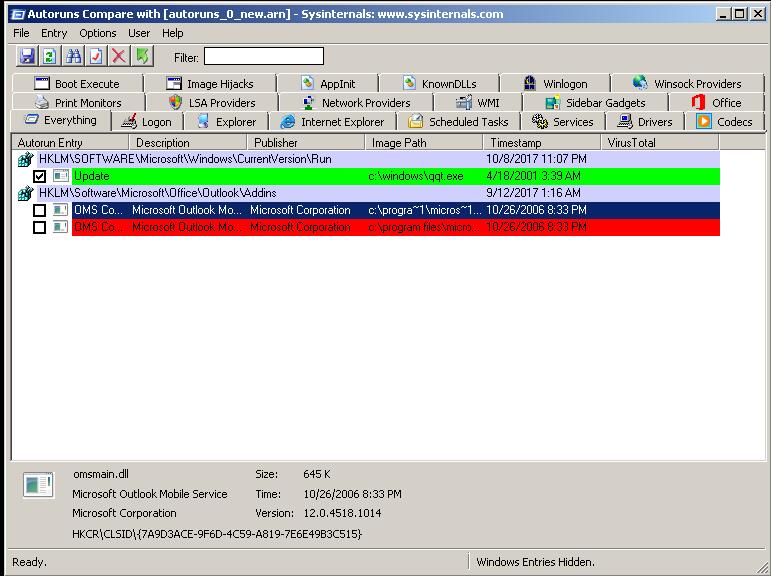 Autoruns Compare with [autoruns_0_new.arn] - Sysinternals: www.sysinternals.com
File Entry Options User Help
Filter:
Boot Execute Image Hijacks AppInit KnownDLLs Winlogon Winsock Providers
Print Monitors LSA Providers Network Providers WMI Sidebar Gadgets Office
Everything Logon Explorer Internet Explorer Scheduled Tasks Services Drivers Codecs
Autorun Entry Description Publisher Image Path Timestamp VirusTotal
HKLM\SOFTWARE\Microsoft\Windows\CurrentVersion\Run 10/8/2017 11:07 PM
Update c:\windows\qqt.exe 4/18/2001 3:39 AM
HKLM\Software\Microsoft\Office\Outlook\Addins 9/12/2017 1:16 AM
OMS Co... Microsoft Outlook Mo... Microsoft Corporation c:\progra~1\micros~1... 10/26/2006 8:33 PM
OMS Co... Microsoft Outlook Mo... Microsoft Corporation c:\program files\micro... 10/26/2006 8:33 PM
omsmain.dll Size: 645 K
Microsoft Outlook Mobile Service Time: 10/26/2006 8:33 PM
Microsoft Corporation Version: 12.0.4518.1014
HKCR\CLSID\{7A9D3ACE-9F6D-4C59-A819-7E6E49B3C515}
Ready. Windows Entries Hidden.